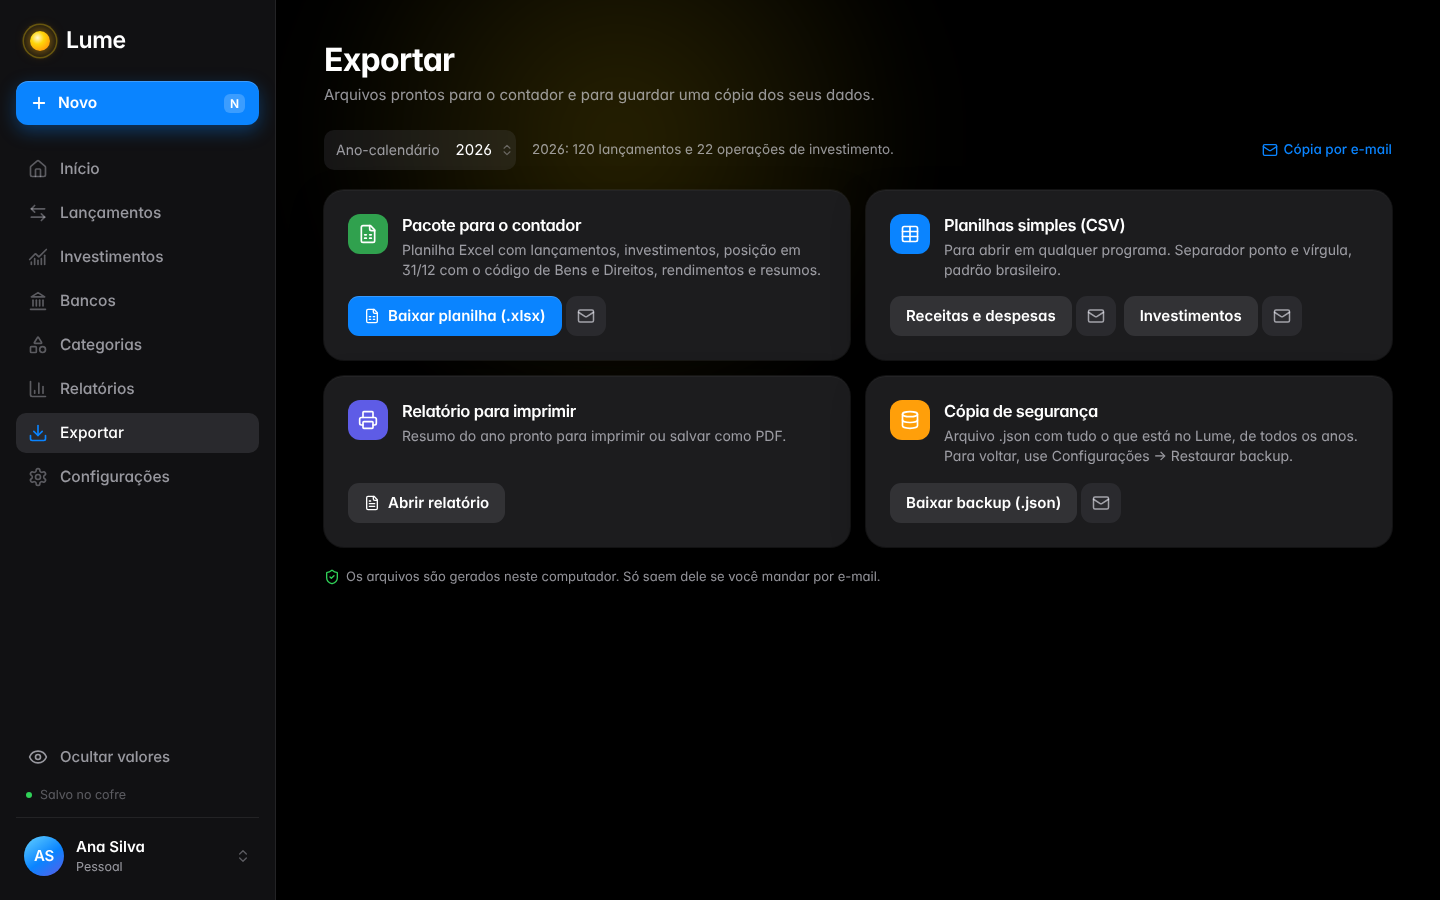 Lume
Novo
N
Início
Lançamentos
Investimentos
Bancos
Categorias
Relatórios
Exportar
Configurações
Ocultar valores
Salvo no cofre
AS
Ana Silva
Pessoal
Exportar
Arquivos prontos para o contador e para guardar uma cópia dos seus dados.
Ano-calendário 2026
2026: 120 lançamentos e 22 operações de investimento.
Cópia por e-mail
Pacote para o contador
Planilha Excel com lançamentos, investimentos, posição em
31/12 com o código de Bens e Direitos, rendimentos e resumos.
Baixar planilha (.xlsx)
Planilhas simples (CSV)
Para abrir em qualquer programa. Separador ponto e vírgula,
padrão brasileiro.
Receitas e despesas
Investimentos
Relatório para imprimir
Resumo do ano pronto para imprimir ou salvar como PDF.
Abrir relatório
Cópia de segurança
Arquivo .json com tudo o que está no Lume, de todos os anos.
Para voltar, use Configurações → Restaurar backup.
Baixar backup (.json)
Os arquivos são gerados neste computador. Só saem dele se você mandar por e-mail.